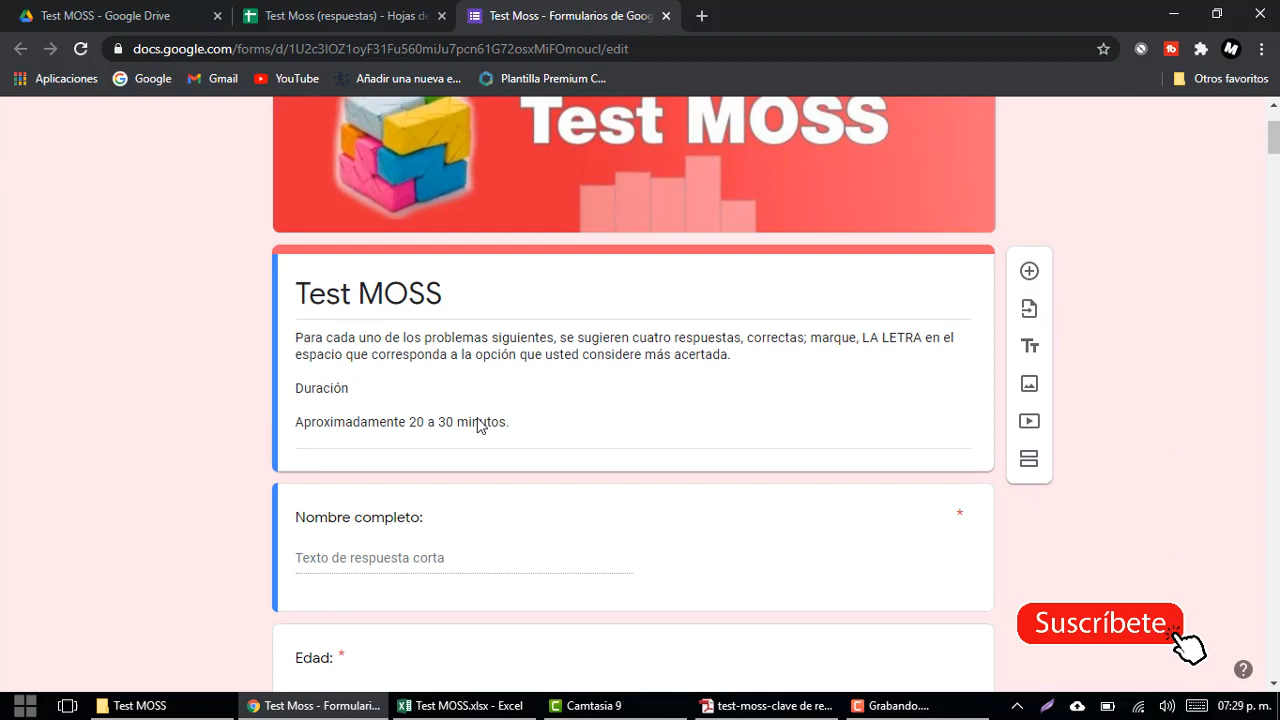 Test MOSS - Google Drive
Test Moss (respuestas) - Hojas de
Test Moss - Formularios de Goog
docs.google.com/forms/d/1U2c3IOZ1oyF31Fu560miJu7pcn61G72osxMiFOmoucI/edit
Aplicaciones
Google
Gmail
YouTube
Añadir una nueva e...
Plantilla Premium C...
Otros favoritos
Test MOSS
Test MOSS
Para cada uno de los problemas siguientes, se sugieren cuatro respuestas, correctas; marque, LA LETRA en el
espacio que corresponda a la opción que usted considere más acertada.
Duración
Aproximadamente 20 a 30 minutos.
Nombre completo: *
Texto de respuesta corta
Edad: *
Suscríbete
Test MOSS
Test Moss - Formulari...
Test MOSS.xlsx - Excel
Camtasia 9
test-moss-clave de re...
Grabando....
07:29 p. m.